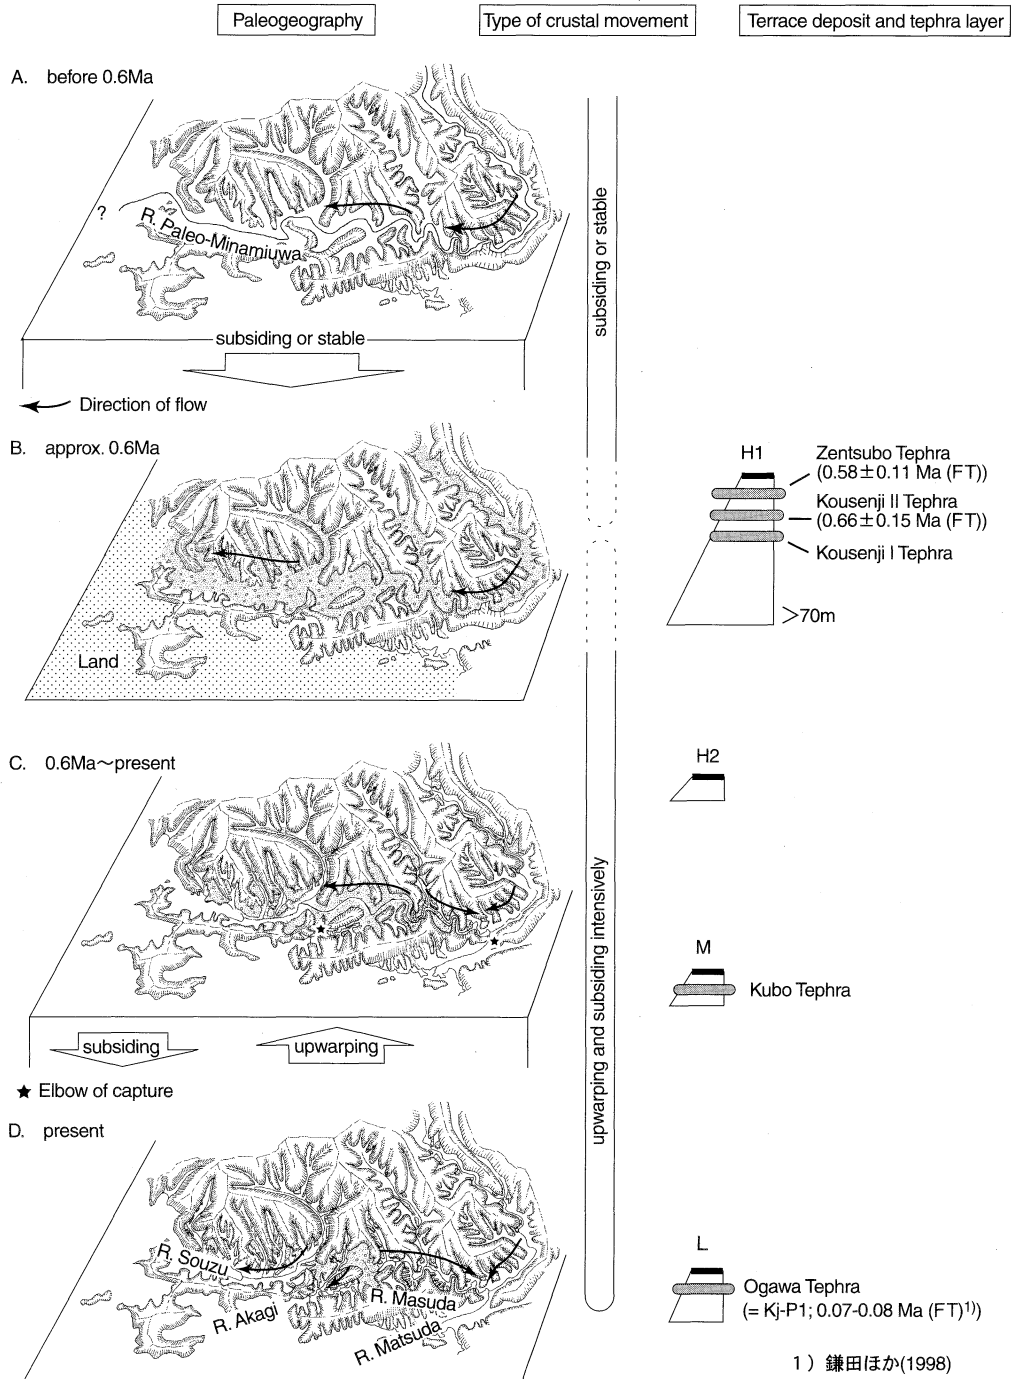 Paleogeography
Type of crustal movement
Terrace deposit and tephra layer
A. before 0.6Ma
?
R. Paleo-Minamiuwa
subsiding or stable
subsiding or stable
Direction of flow
B. approx. 0.6Ma
Land
H1
Zentsubo Tephra
(0.58±0.11 Ma (FT))
Kousenji II Tephra
(0.66±0.15 Ma (FT))
Kousenji I Tephra
>70m
C. 0.6Ma～present
H2
upwarping and subsiding intensively
M
Kubo Tephra
subsiding
upwarping
★ Elbow of capture
D. present
R. Souzu
R. Akagi
R. Masuda
R. Matsuda
L
Ogawa Tephra
(= Kj-P1; 0.07-0.08 Ma (FT)1))
1）鎌田ほか(1998)